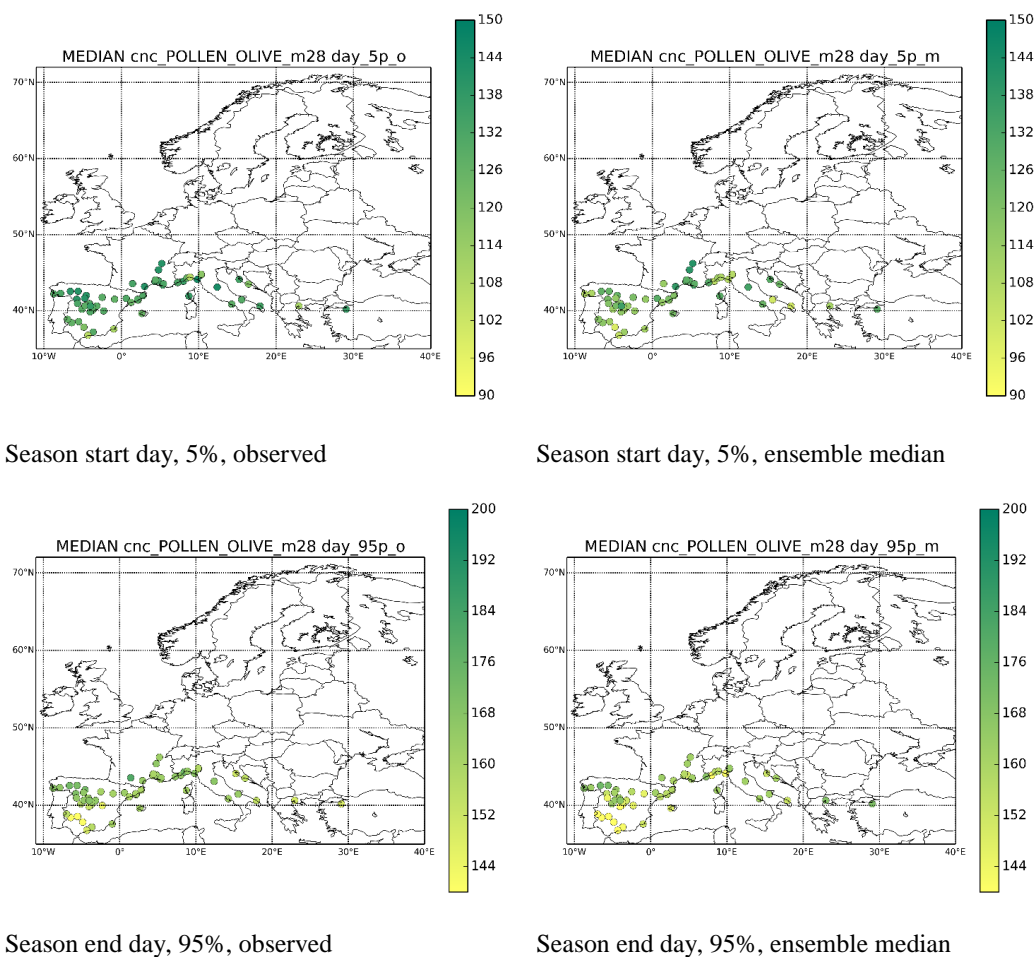 MEDIAN cnc_POLLEN_OLIVE_m28 day_5p_o
70°N
60°N
50°N
40°N
10°W 0° 10°E 20°E 30°E 40°E
150
144
138
132
126
120
114
108
102
96
90
MEDIAN cnc_POLLEN_OLIVE_m28 day_5p_m
70°N
60°N
50°N
40°N
10°W 0° 10°E 20°E 30°E 40°E
150
144
138
132
126
120
114
108
102
96
90
Season start day, 5%, observed
Season start day, 5%, ensemble median
MEDIAN cnc_POLLEN_OLIVE_m28 day_95p_o
70°N
60°N
50°N
40°N
10°W 0° 10°E 20°E 30°E 40°E
200
192
184
176
168
160
152
144
MEDIAN cnc_POLLEN_OLIVE_m28 day_95p_m
70°N
60°N
50°N
40°N
10°W 0° 10°E 20°E 30°E 40°E
200
192
184
176
168
160
152
144
Season end day, 95%, observed
Season end day, 95%, ensemble median